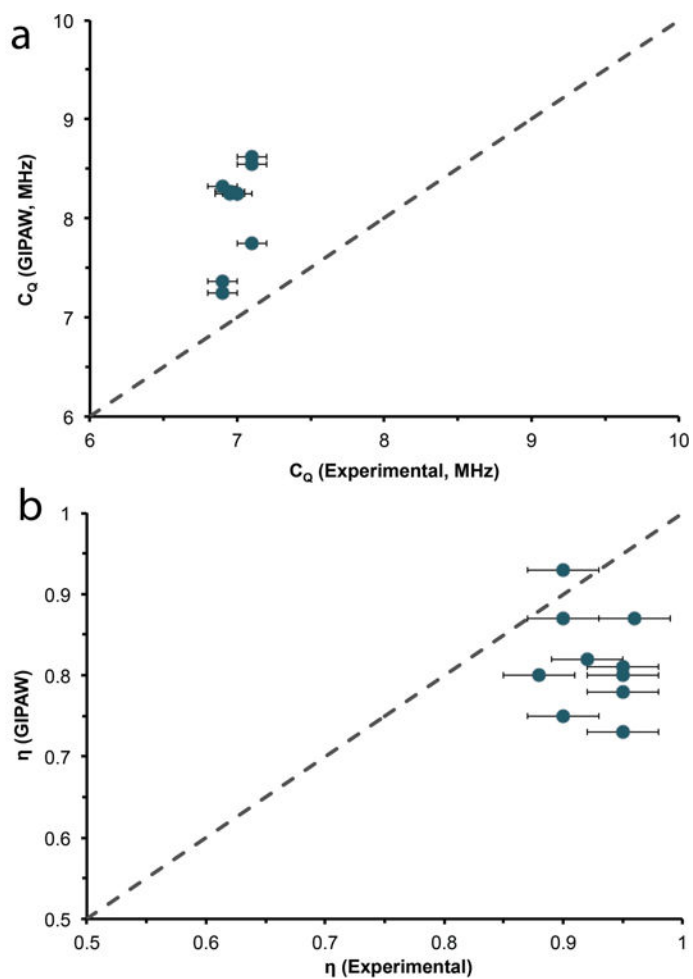 a
10
9
8
7
6
C_Q (GIPAW, MHz)
6 7 8 9 10
C_Q (Experimental, MHz)
b
1
0.9
0.8
0.7
0.6
0.5
η (GIPAW)
0.5 0.6 0.7 0.8 0.9 1
η (Experimental)